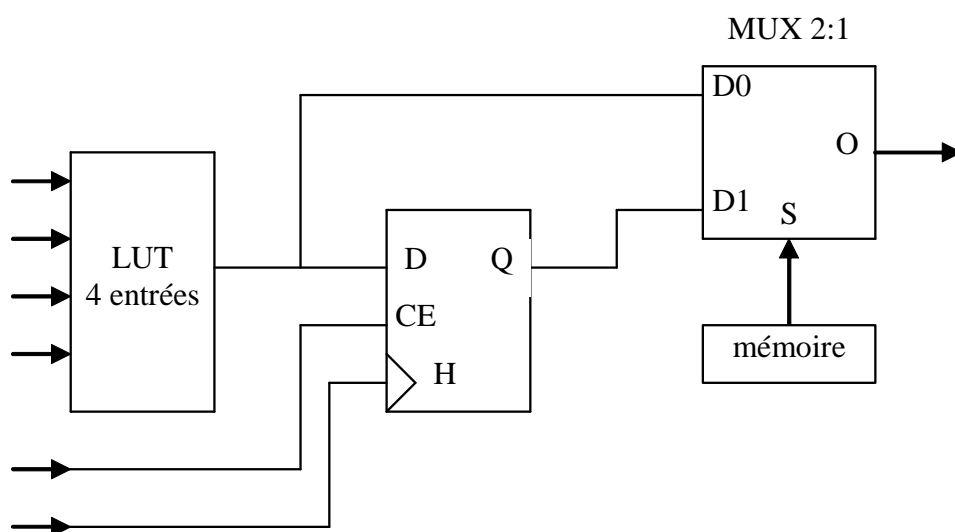 MUX 2:1
D0
O
D1
S
LUT
4 entrées
D
Q
CE
H
mémoire